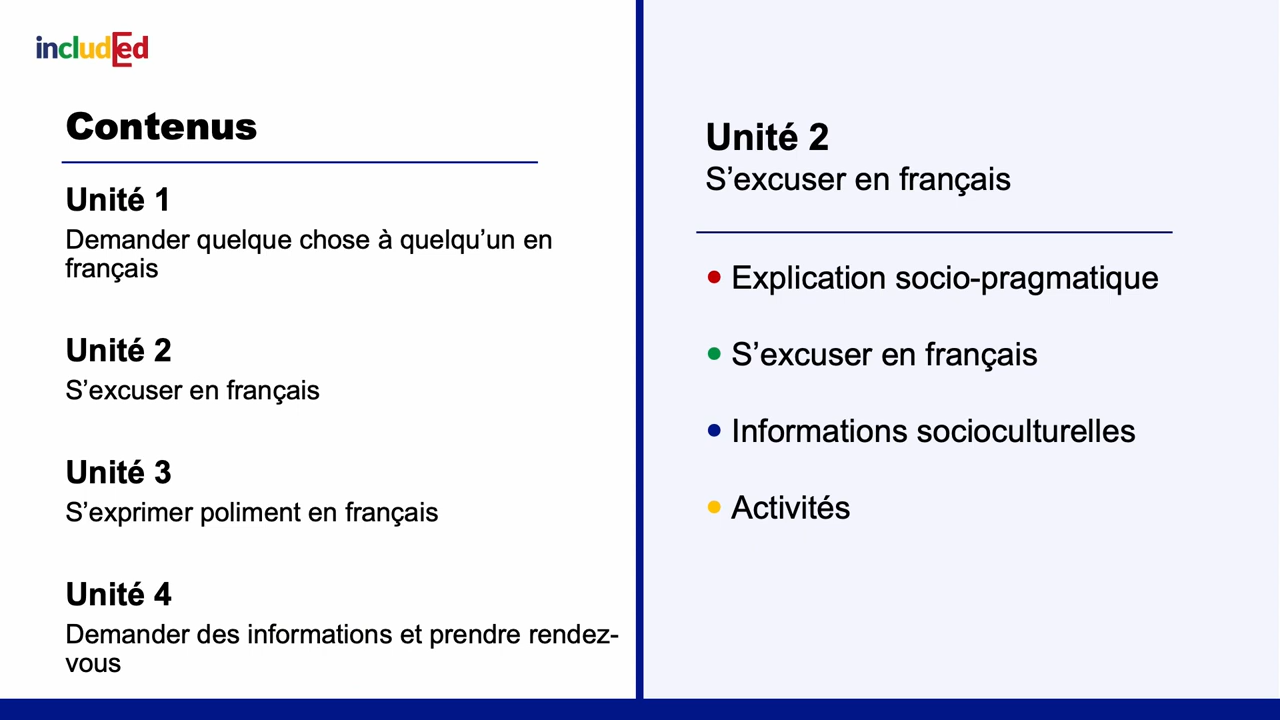 includEd
Contenus
Unité 1
Demander quelque chose à quelqu’un en
français
Unité 2
S’excuser en français
Unité 3
S’exprimer poliment en français
Unité 4
Demander des informations et prendre rendez-
vous
Unité 2
S’excuser en français
• Explication socio-pragmatique
• S’excuser en français
• Informations socioculturelles
• Activités